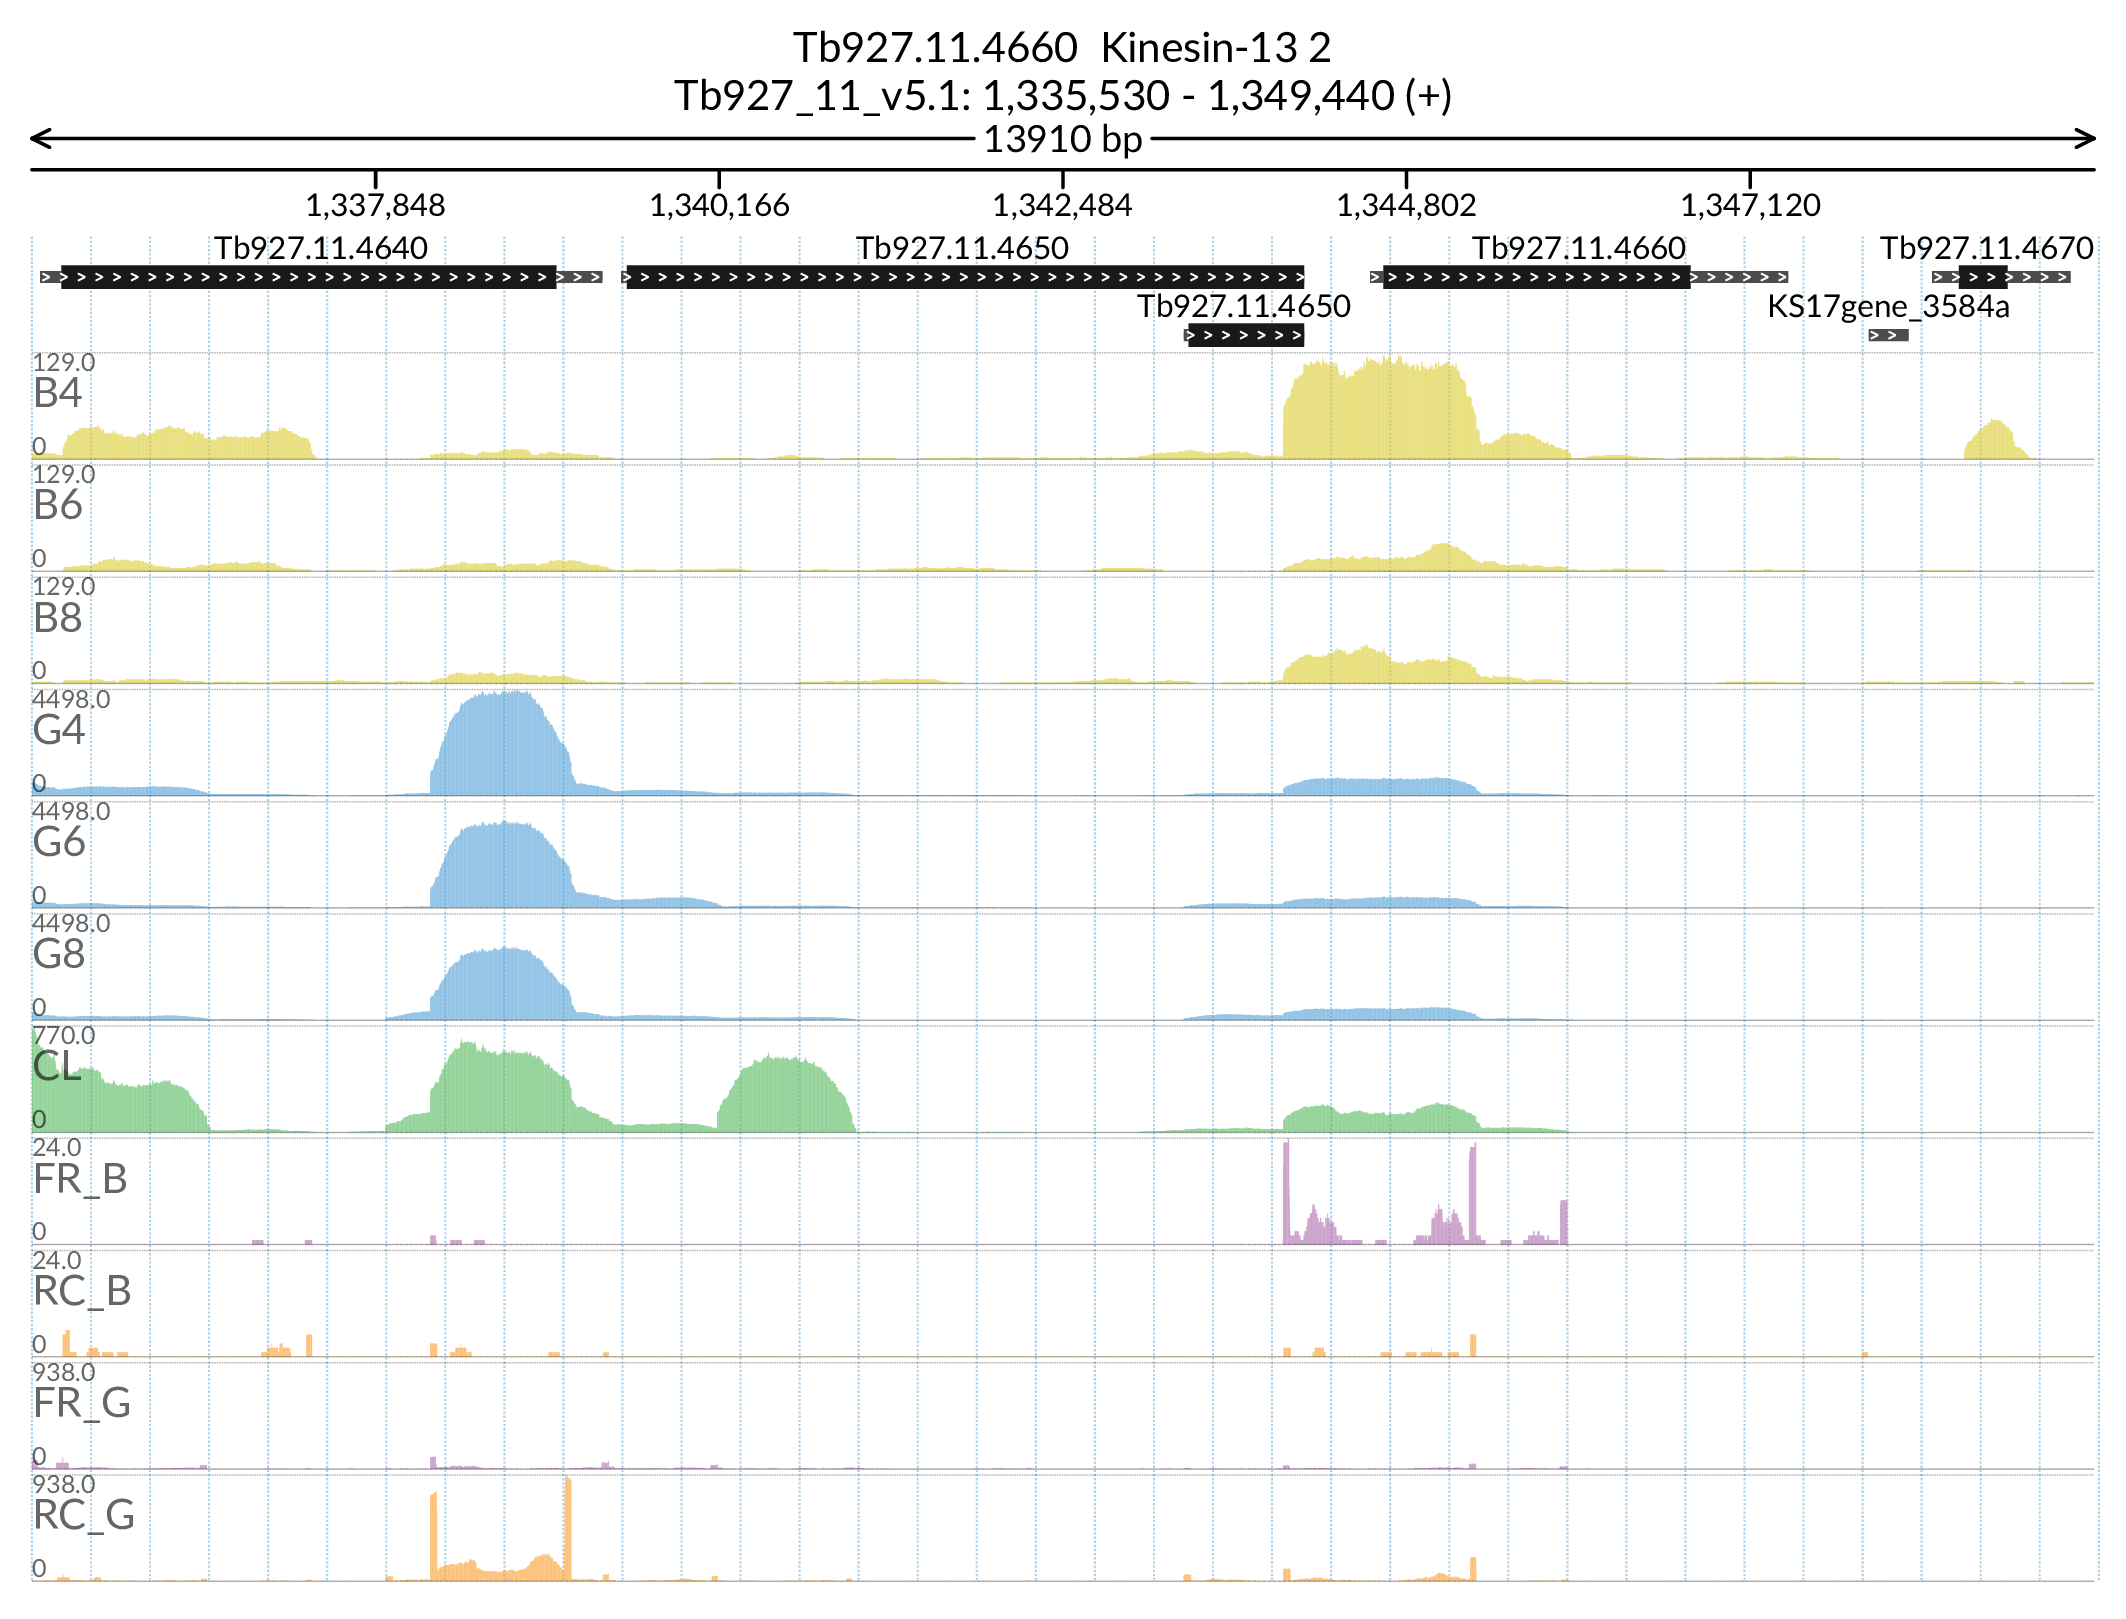 Tb927.11.4660  Kinesin-13 2
Tb927_11_v5.1: 1,335,530 - 1,349,440 (+)
13910 bp
1,337,848 1,340,166 1,342,484 1,344,802 1,347,120
Tb927.11.4640 Tb927.11.4650 Tb927.11.4660 Tb927.11.4670
Tb927.11.4650 KS17gene_3584a
129.0
B4
0
129.0
B6
0
129.0
B8
0
4498.0
G4
0
4498.0
G6
0
4498.0
G8
0
770.0
CL
0
24.0
FR_B
0
24.0
RC_B
0
938.0
FR_G
0
938.0
RC_G
0